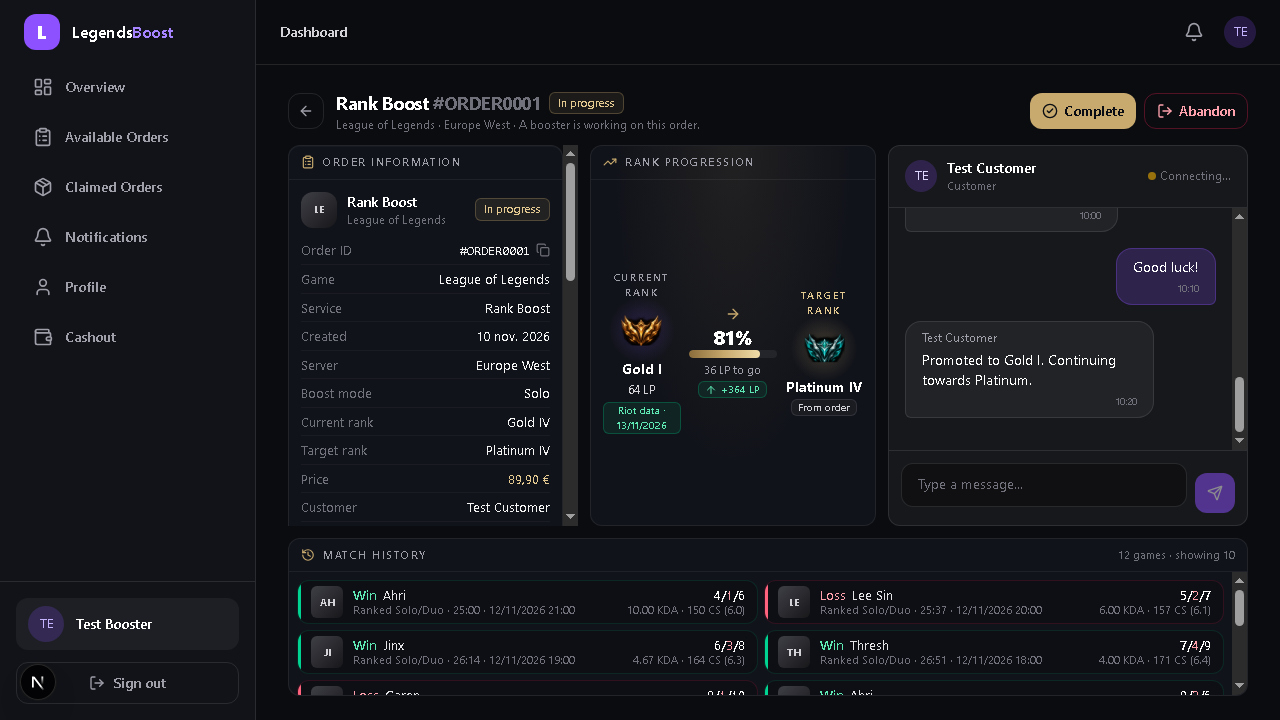 L LegendsBoost
Overview
Available Orders
Claimed Orders
Notifications
Profile
Cashout
TE Test Booster
N
Sign out
Dashboard
TE
Rank Boost #ORDER0001 In progress
League of Legends · Europe West · A booster is working on this order.
Complete
Abandon
ORDER INFORMATION
LE
Rank Boost
League of Legends
In progress
Order ID #ORDER0001
Game League of Legends
Service Rank Boost
Created 10 nov. 2026
Server Europe West
Boost mode Solo
Current rank Gold IV
Target rank Platinum IV
Price 89,90 €
Customer Test Customer
RANK PROGRESSION
CURRENT
RANK
Gold I
64 LP
Riot data ·
13/11/2026
81%
36 LP to go
+364 LP
TARGET
RANK
Platinum IV
From order
TE
Test Customer
Customer
Connecting...
10:00
Good luck!
10:10
Test Customer
Promoted to Gold I. Continuing
towards Platinum.
10:20
Type a message...
MATCH HISTORY
12 games · showing 10
AH
Win Ahri 4/1/6
Ranked Solo/Duo · 25:00 · 12/11/2026 21:00 10.00 KDA · 150 CS (6.0)
LE
Loss Lee Sin 5/2/7
Ranked Solo/Duo · 25:37 · 12/11/2026 20:00 6.00 KDA · 157 CS (6.1)
JI
Win Jinx 6/3/8
Ranked Solo/Duo · 26:14 · 12/11/2026 19:00 4.67 KDA · 164 CS (6.3)
TH
Win Thresh 7/4/9
Ranked Solo/Duo · 26:51 · 12/11/2026 18:00 4.00 KDA · 171 CS (6.4)